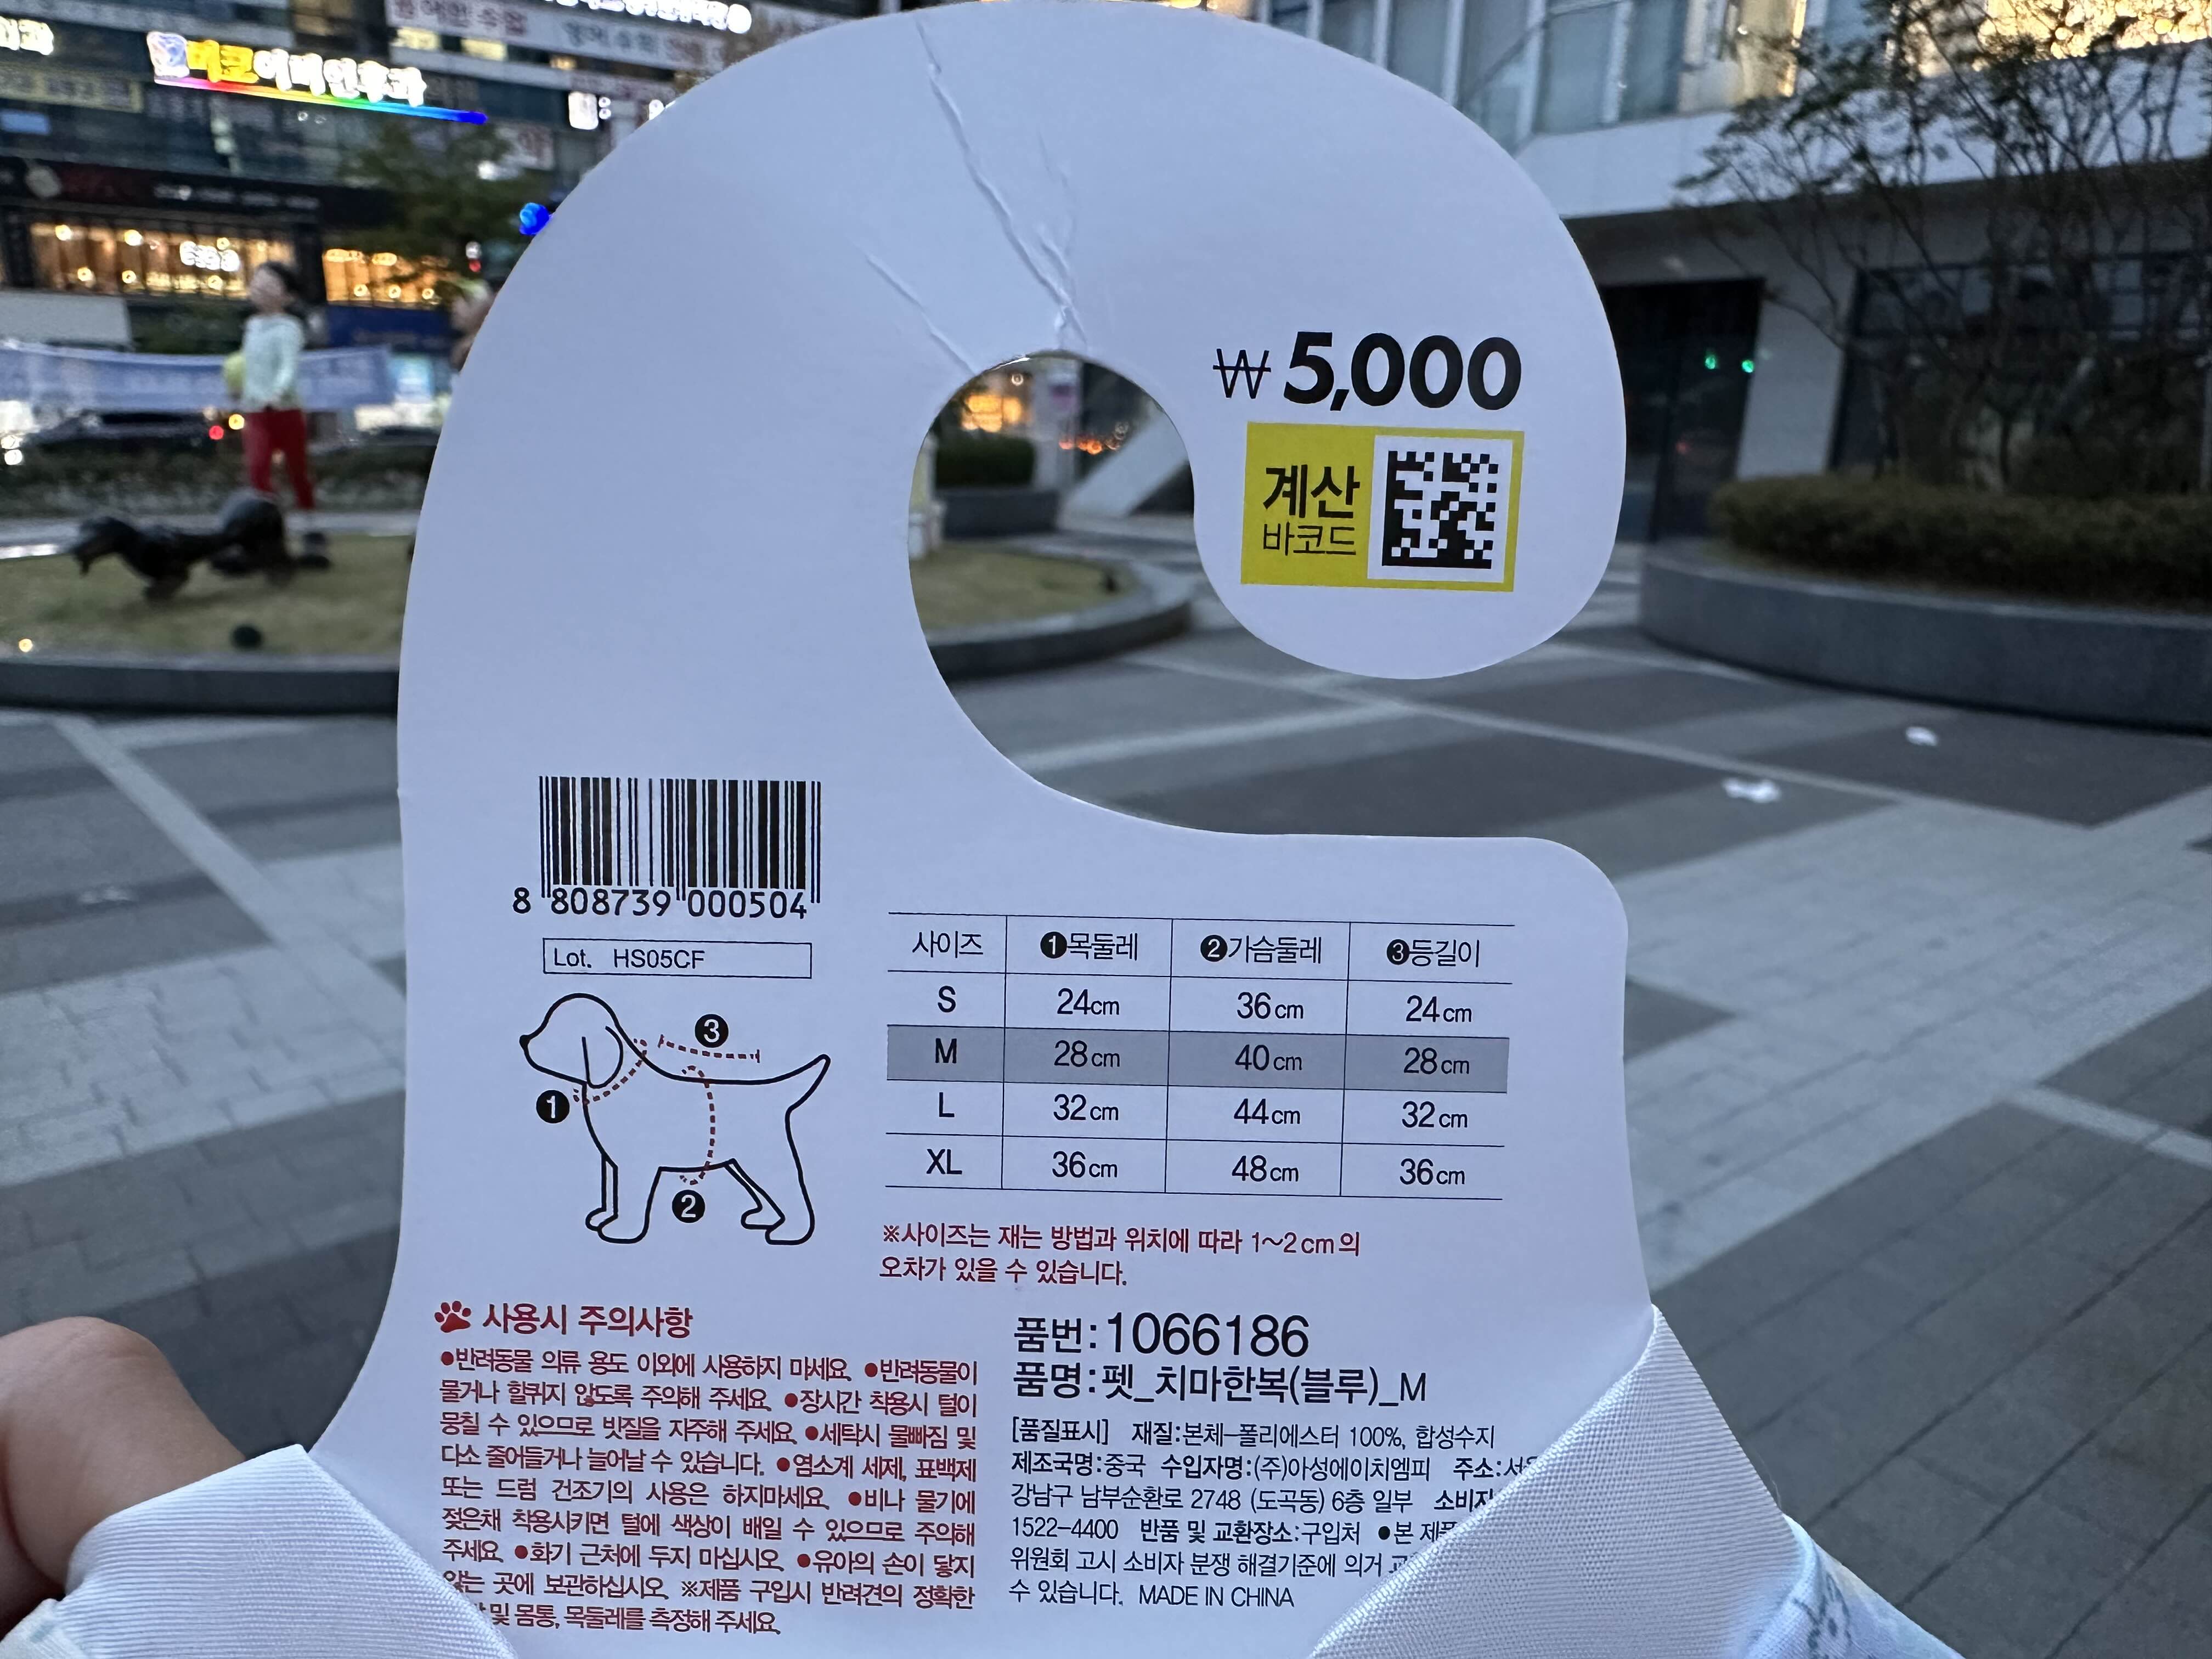 ₩5,000
계산
바코드
8 808739 000504
Lot. HS05CF
사이즈 ❶목둘레 ❷가슴둘레 ❸등길이
S 24cm 36cm 24cm
M 28cm 40cm 28cm
L 32cm 44cm 32cm
XL 36cm 48cm 36cm
❸
❶
❷
※사이즈는 재는 방법과 위치에 따라 1~2cm의
오차가 있을 수 있습니다.
사용시 주의사항
●반려동물 의류 용도 이외에 사용하지 마세요. ●반려동물이
물거나 할퀴지 않도록 주의해 주세요. ●장시간 착용시 털이
뭉칠 수 있으므로 빗질을 자주해 주세요. ●세탁시 물빠짐 및
다소 줄어들거나 늘어날 수 있습니다. ●염소계 세제, 표백제
또는 드럼 건조기의 사용은 하지마세요. ●비나 물기에
젖은채 착용시키면 털에 색상이 배일 수 있으므로 주의해
주세요. ●화기 근처에 두지 마십시오. ●유아의 손이 닿지
않는 곳에 보관하십시오. ※제품 구입시 반려견의 정확한
및 몸통, 목둘레를 측정해 주세요.
품번:1066186
품명:펫_치마한복(블루)_M
[품질표시] 재질:본체-폴리에스터 100%, 합성수지
제조국명:중국 수입자명:(주)아성에이치엠피 주소:
강남구 남부순환로 2748 (도곡동) 6층 일부
1522-4400 반품 및 교환장소:구입처 ●본
위원회 고시 소비자 분쟁 해결기준에 의거
수 있습니다. MADE IN CHINA